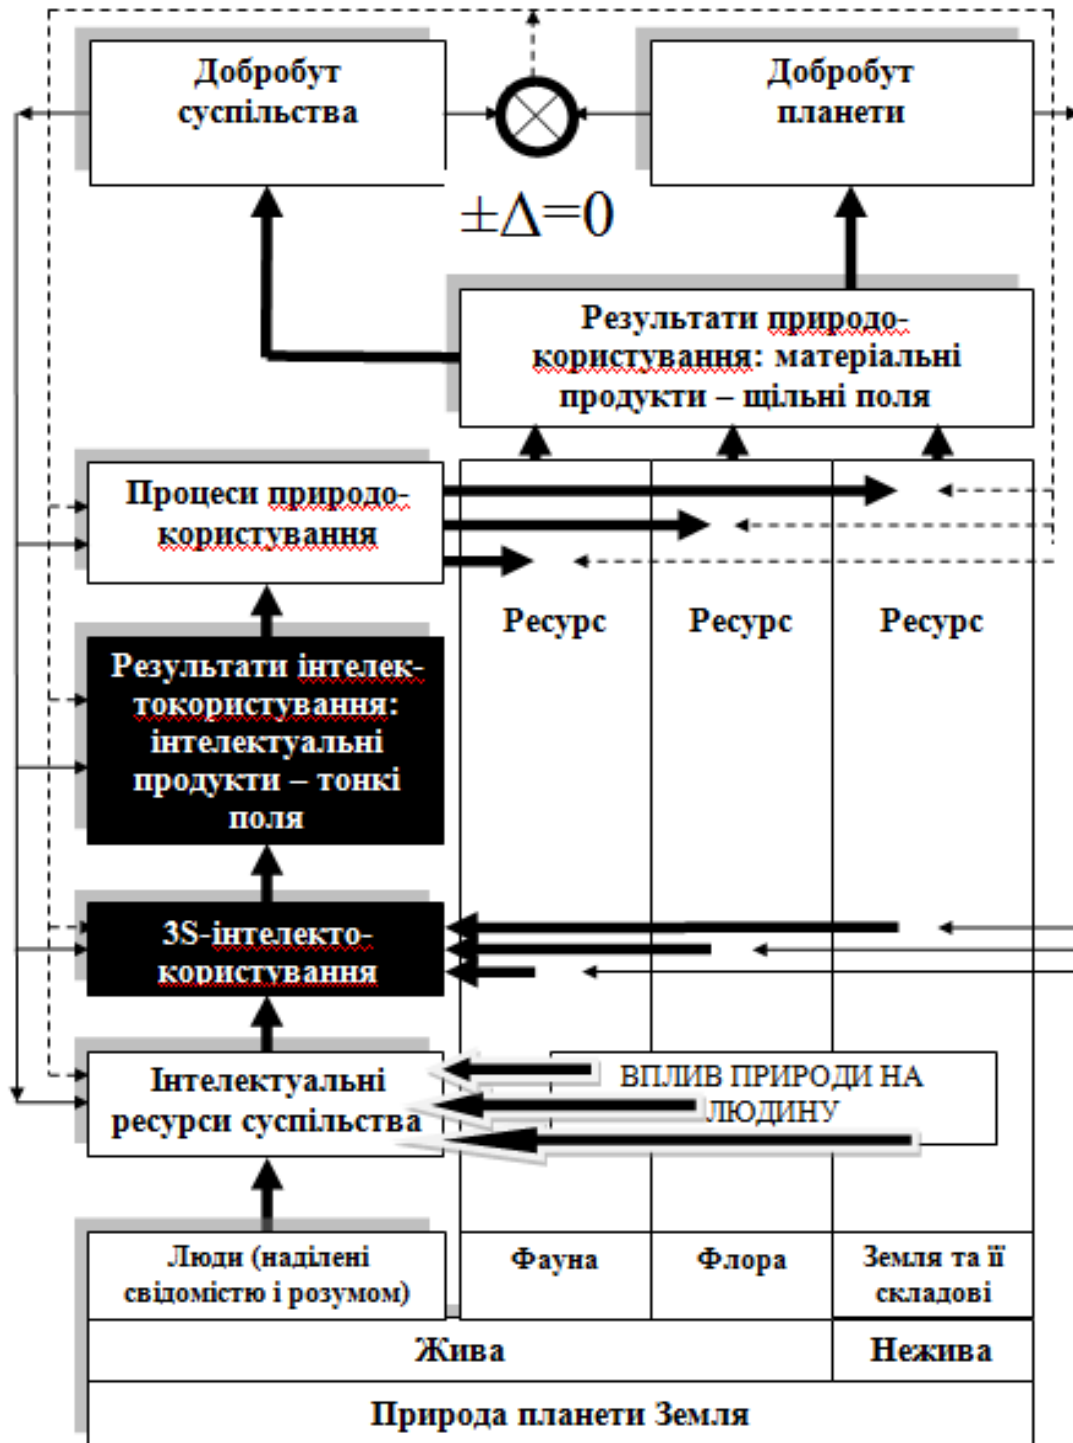 Добробут
суспільства
Добробут
планети
±Δ=0
Результати природо-
користування: матеріальні
продукти – щільні поля
Процеси природо-
користування
Ресурс
Ресурс
Ресурс
Результати інтелек-
токористування:
інтелектуальні
продукти – тонкі
поля
3S-інтелекто-
користування
Інтелектуальні
ресурси суспільства
ВПЛИВ ПРИРОДИ НА
ЛЮДИНУ
Люди (наділені
свідомістю і розумом)
Фауна
Флора
Земля та її
складові
Жива
Нежива
Природа планети Земля